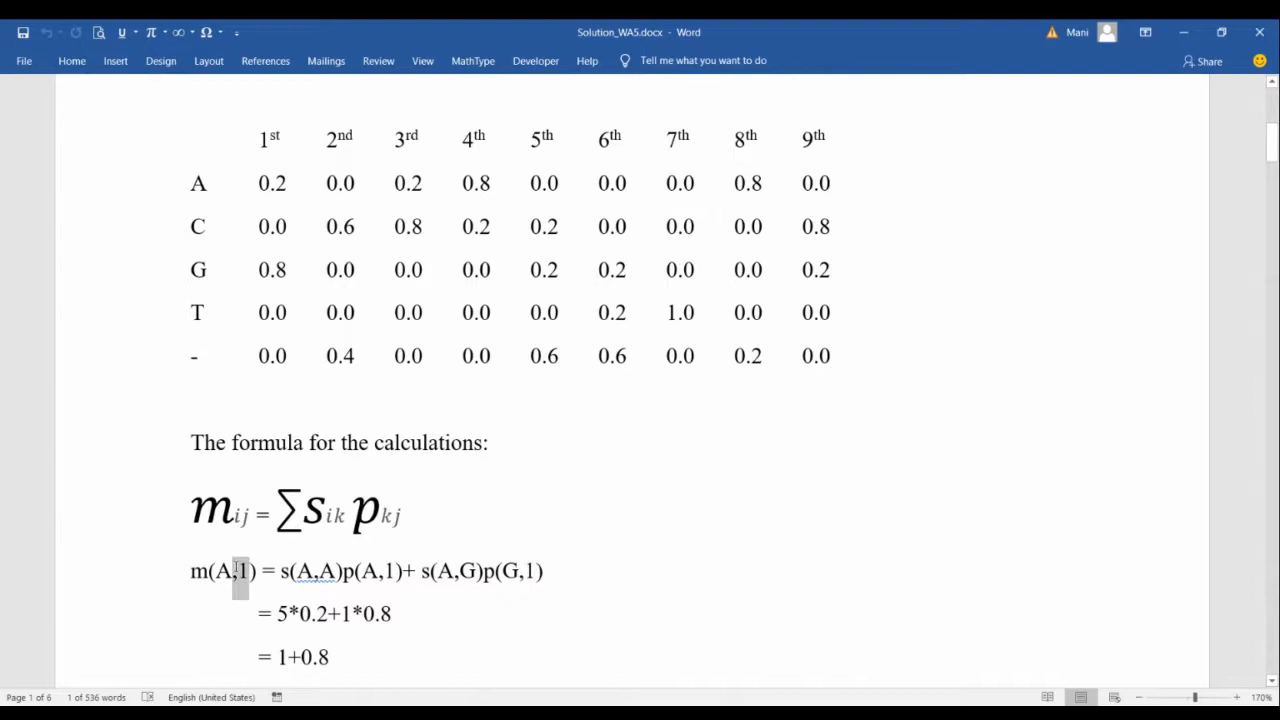 Solution_WA5.docx - Word
Mani
File Home Insert Design Layout References Mailings Review View MathType Developer Help Tell me what you want to do Share
1st 2nd 3rd 4th 5th 6th 7th 8th 9th
A 0.2 0.0 0.2 0.8 0.0 0.0 0.0 0.8 0.0
C 0.0 0.6 0.8 0.2 0.2 0.0 0.0 0.0 0.8
G 0.8 0.0 0.0 0.0 0.2 0.2 0.0 0.0 0.2
T 0.0 0.0 0.0 0.0 0.0 0.2 1.0 0.0 0.0
- 0.0 0.4 0.0 0.0 0.6 0.6 0.0 0.2 0.0
The formula for the calculations:
mij = ∑sik pkj
m(A,1) = s(A,A)p(A,1)+ s(A,G)p(G,1)
= 5*0.2+1*0.8
= 1+0.8
Page 1 of 6 1 of 536 words English (United States) 170%